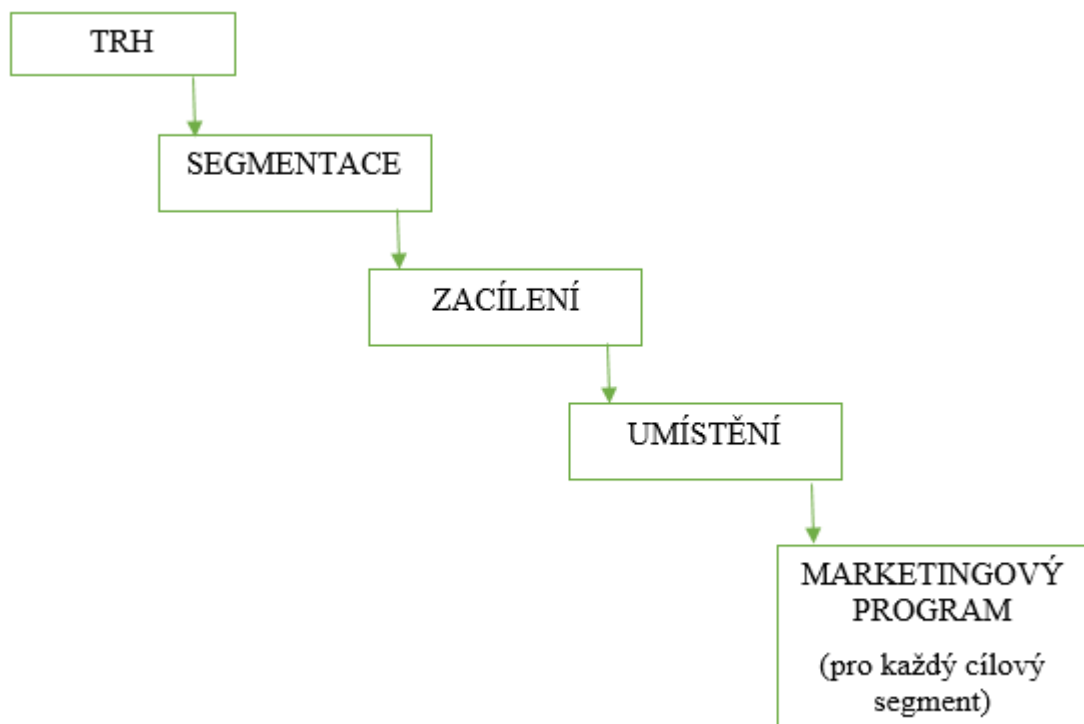 TRH
SEGMENTACE
ZACÍLENÍ
UMÍSTĚNÍ
MARKETINGOVÝ
PROGRAM
(pro každý cílový
segment)